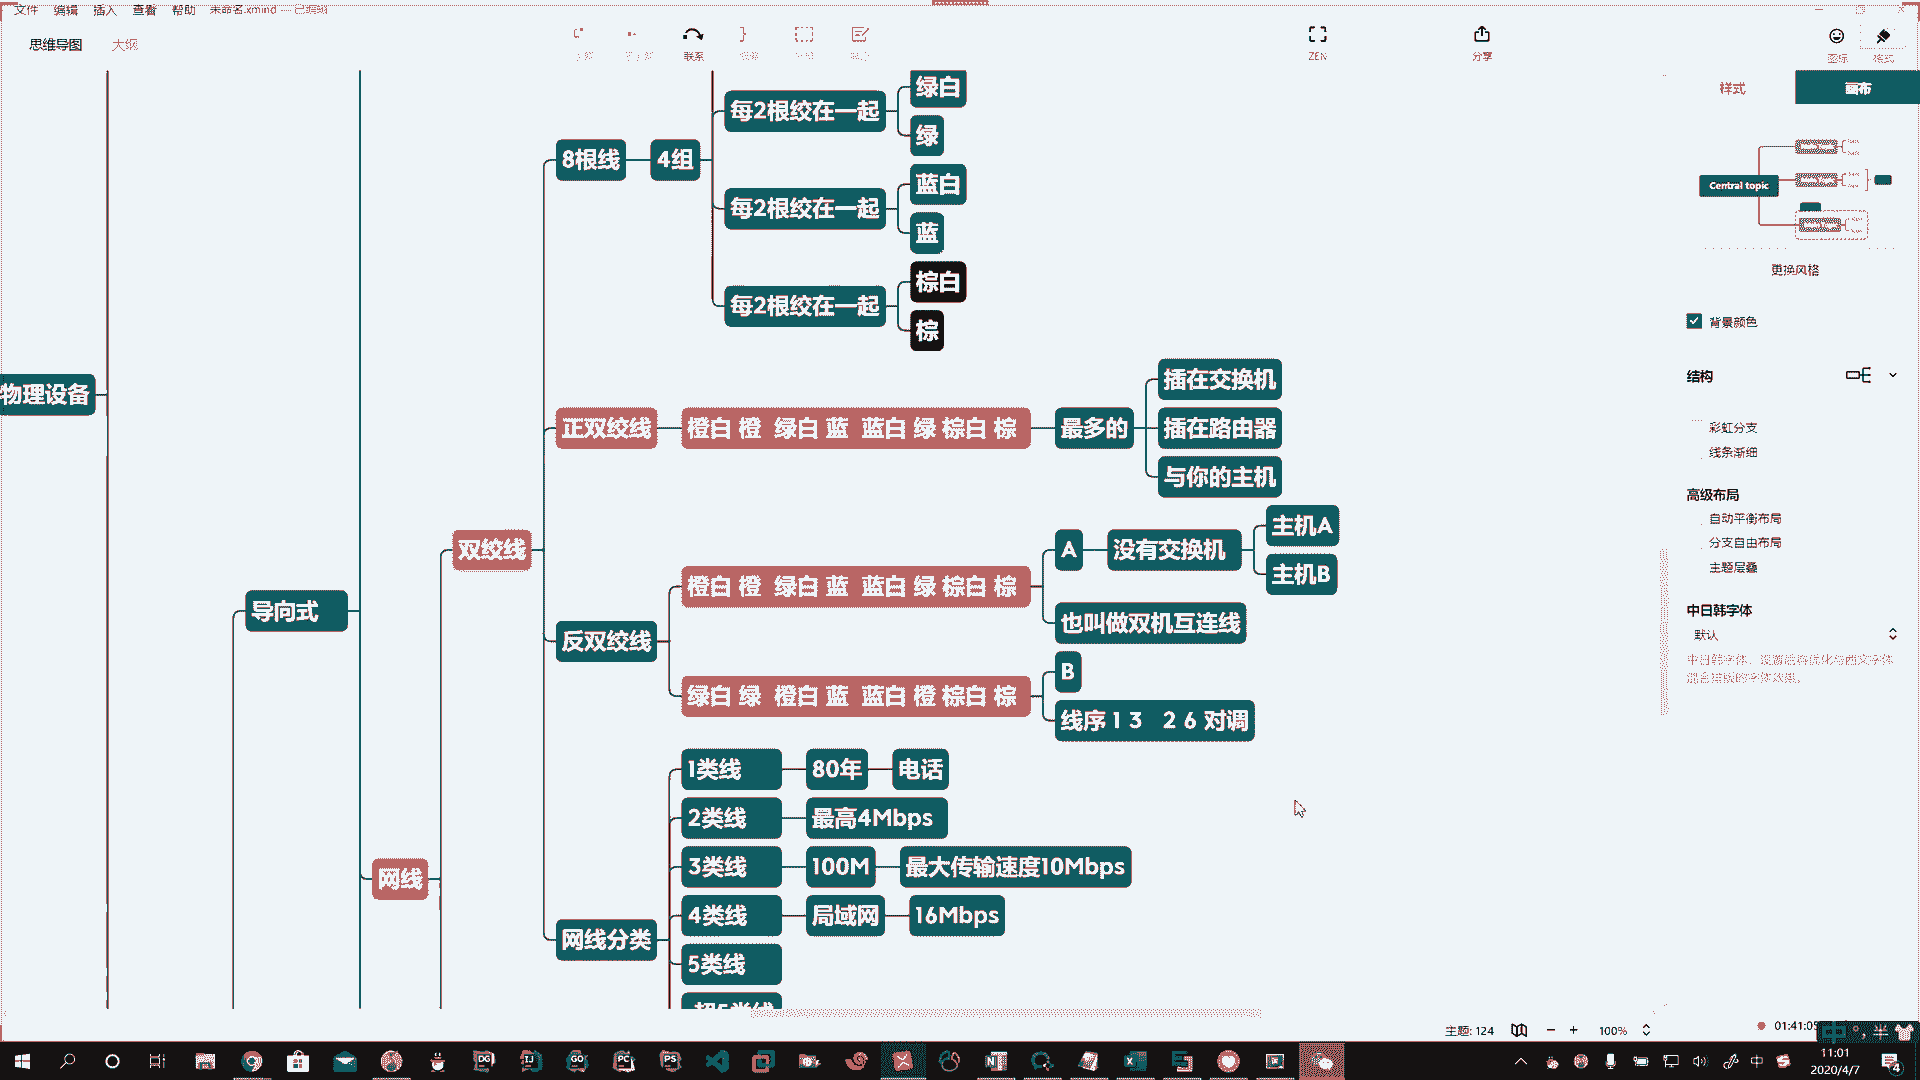 文件 编辑 插入 查看 帮助 未命名.xmind — 已编辑
思维导图 大纲
联系
ZEN
分享
图标
格式
样式
画布
每2根绞在一起
绿白
绿
8根线
4组
每2根绞在一起
蓝白
蓝
每2根绞在一起
棕白
棕
物理设备
正双绞线
橙白 橙 绿白 蓝 蓝白 绿 棕白 棕
最多的
插在交换机
插在路由器
与你的主机
双绞线
导向式
反双绞线
橙白 橙 绿白 蓝 蓝白 绿 棕白 棕
A
没有交换机
主机A
主机B
也叫做双机互连线
绿白 绿 橙白 蓝 蓝白 橙 棕白 棕
B
线序 1 3 2 6 对调
网线
网线分类
1类线
80年
电话
2类线
最高4Mbps
3类线
100M
最大传输速度10Mbps
4类线
局域网
16Mbps
5类线
超5类线
Central topic
更换风格
背景颜色
结构
彩虹分支
线条渐细
高级布局
自动平衡布局
分支自由布局
主题层叠
中日韩字体
默认
主题: 124
100%
01:41:05
中
11:01
2020/4/7
4